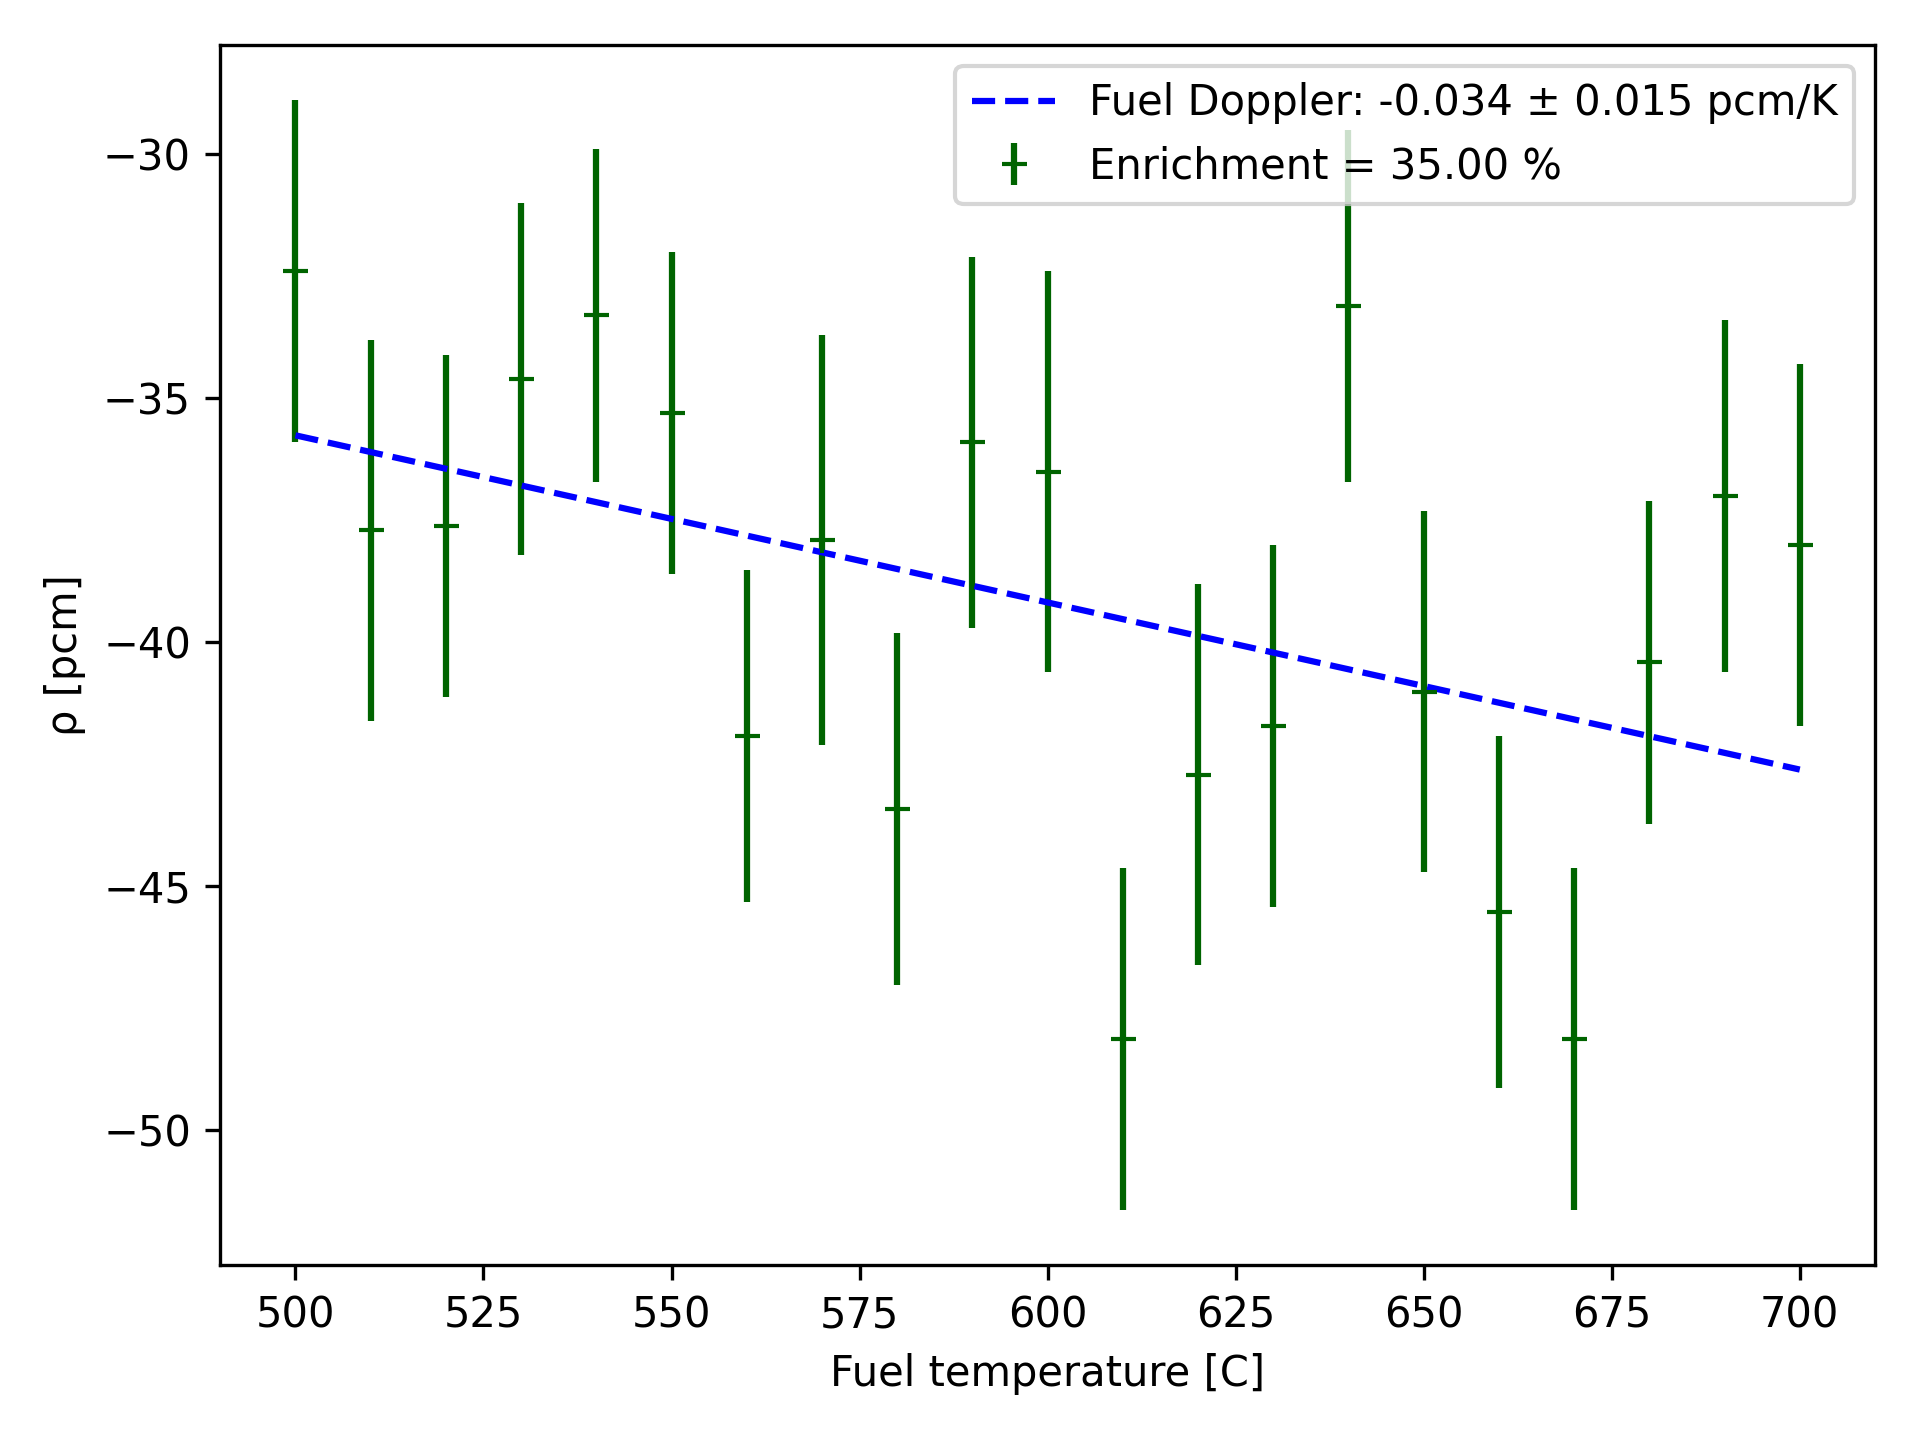 Fuel Doppler: -0.034 ± 0.015 pcm/K
Enrichment = 35.00 %
−30
−35
−40
−45
−50
ρ [pcm]
500 525 550 575 600 625 650 675 700
Fuel temperature [C]